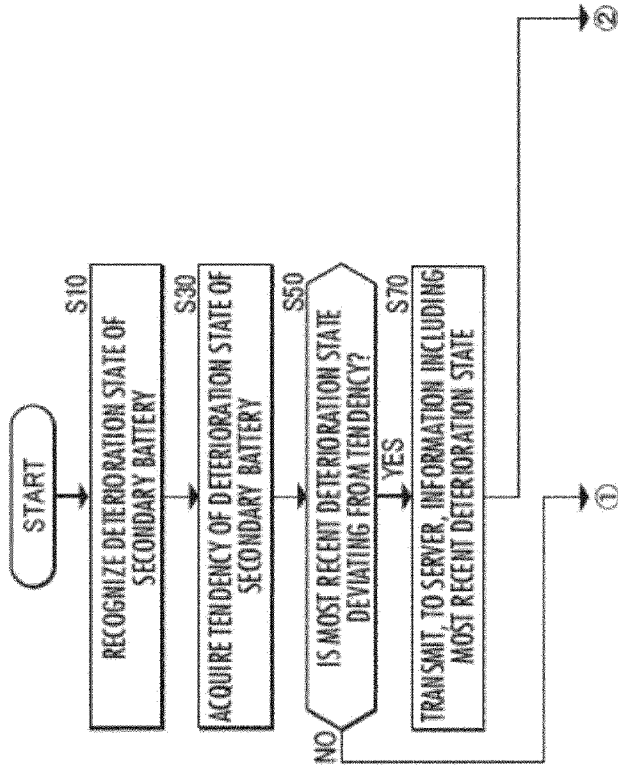 START
S10
RECOGNIZE DETERIORATION STATE OF
SECONDARY BATTERY
S30
ACQUIRE TENDENCY OF DETERIORATION STATE OF
SECONDARY BATTERY
S50
IS MOST RECENT DETERIORATION STATE
DEVIATING FROM TENDENCY?
NO
YES
S70
TRANSMIT, TO SERVER, INFORMATION INCLUDING
MOST RECENT DETERIORATION STATE
①
②